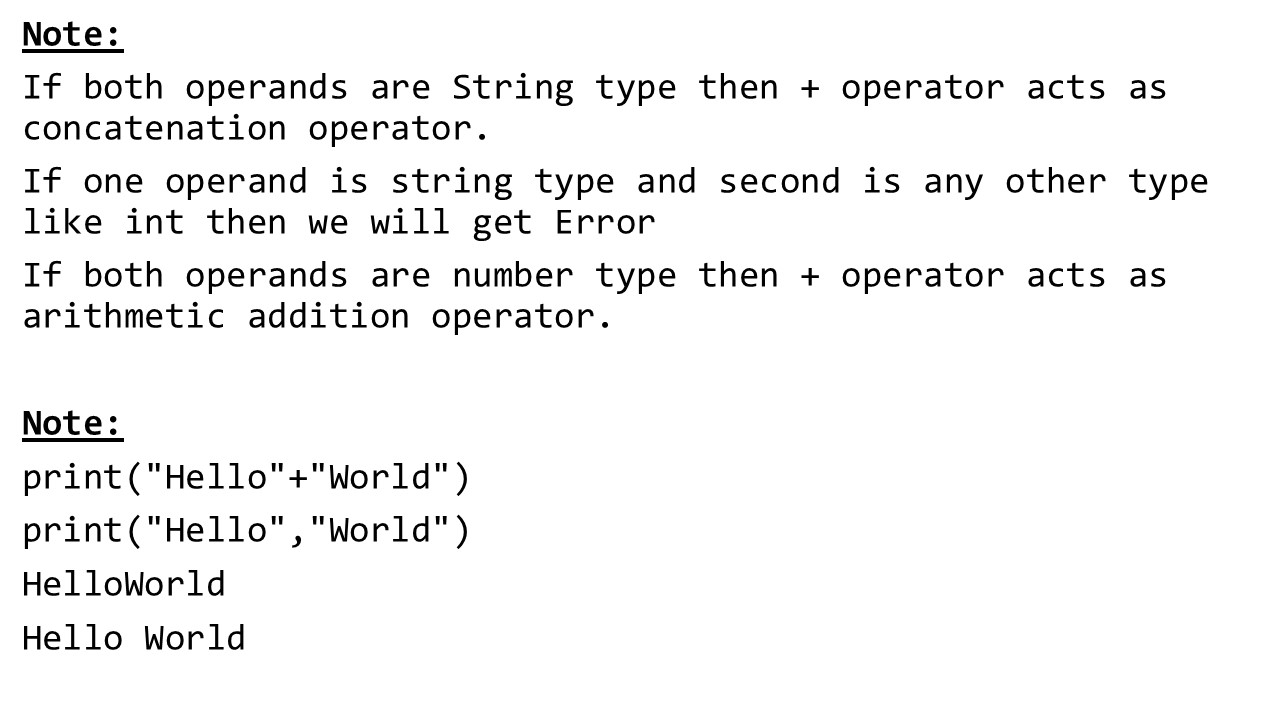 Note:
If both operands are String type then + operator acts as
concatenation operator.
If one operand is string type and second is any other type
like int then we will get Error
If both operands are number type then + operator acts as
arithmetic addition operator.
Note:
print("Hello"+"World")
print("Hello","World")
HelloWorld
Hello World